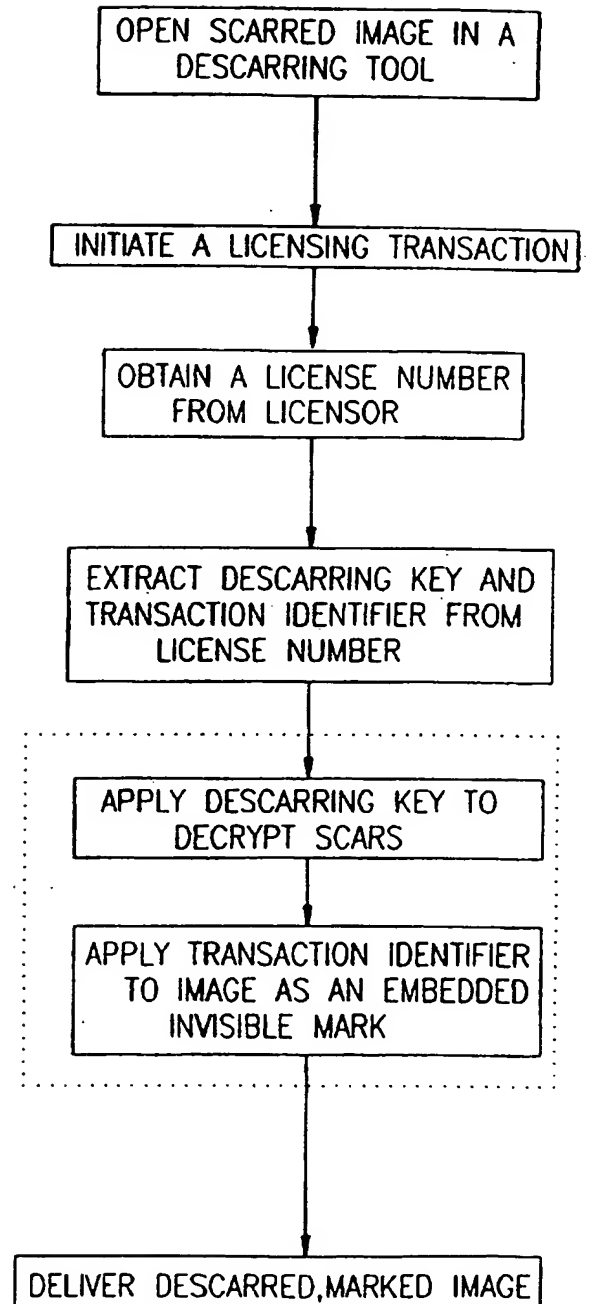 OPEN SCARRED IMAGE IN A
DESCARRING TOOL
INITIATE A LICENSING TRANSACTION
OBTAIN A LICENSE NUMBER
FROM LICENSOR
EXTRACT DESCARRING KEY AND
TRANSACTION IDENTIFIER FROM
LICENSE NUMBER
APPLY DESCARRING KEY TO
DECRYPT SCARS
APPLY TRANSACTION IDENTIFIER
TO IMAGE AS AN EMBEDDED
INVISIBLE MARK
DELIVER DESCARRED,MARKED IMAGE